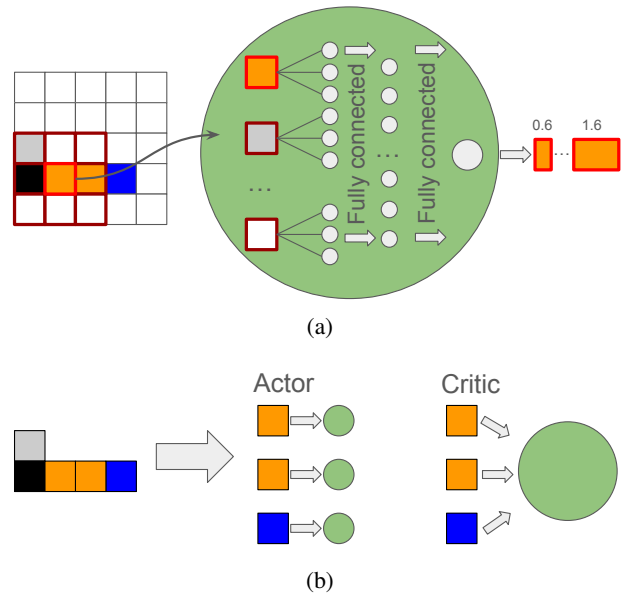 0.6 1.6
...
...
...
Fully connected
Fully connected
(a)
Actor Critic
(b)